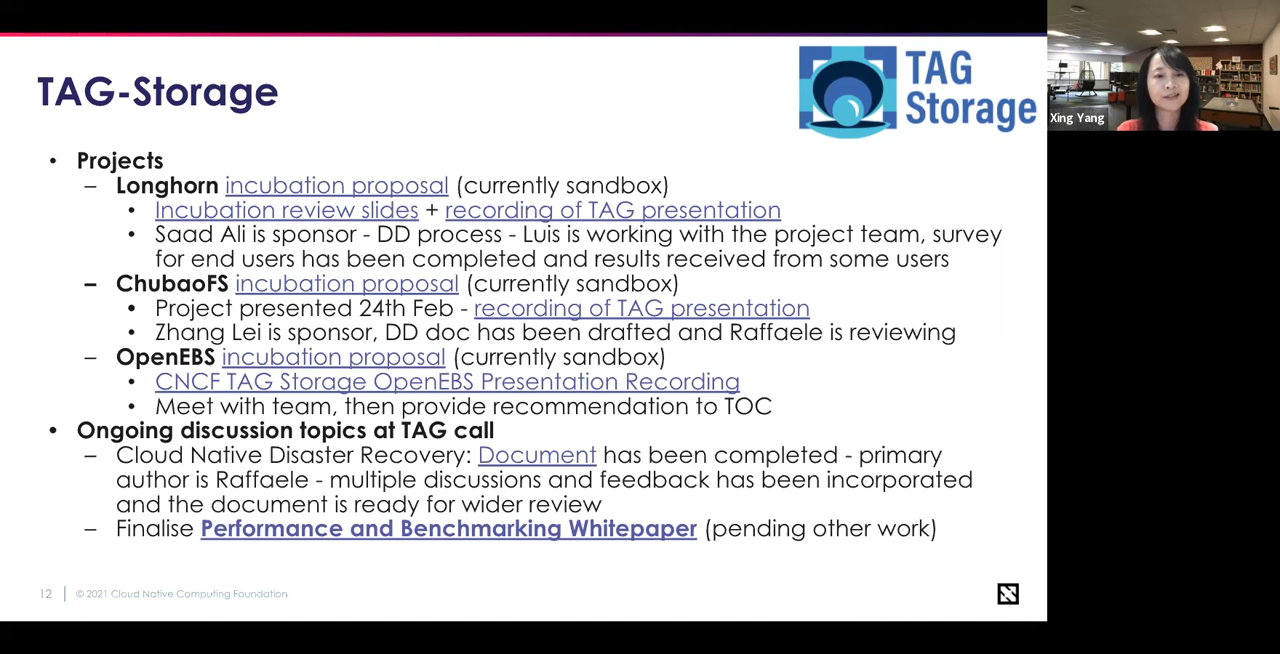 TAG-Storage
TAG
Storage
Xing Yang
• Projects
– Longhorn incubation proposal (currently sandbox)
• Incubation review slides + recording of TAG presentation
• Saad Ali is sponsor - DD process - Luis is working with the project team, survey
for end users has been completed and results received from some users
– ChubaoFS incubation proposal (currently sandbox)
• Project presented 24th Feb - recording of TAG presentation
• Zhang Lei is sponsor, DD doc has been drafted and Raffaele is reviewing
– OpenEBS incubation proposal (currently sandbox)
• CNCF TAG Storage OpenEBS Presentation Recording
• Meet with team, then provide recommendation to TOC
• Ongoing discussion topics at TAG call
– Cloud Native Disaster Recovery: Document has been completed - primary
author is Raffaele - multiple discussions and feedback has been incorporated
and the document is ready for wider review
– Finalise Performance and Benchmarking Whitepaper (pending other work)
12 | © 2021 Cloud Native Computing Foundation